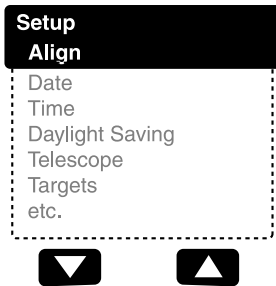 Setup
Align
Date
Time
Daylight Saving
Telescope
Targets
etc.